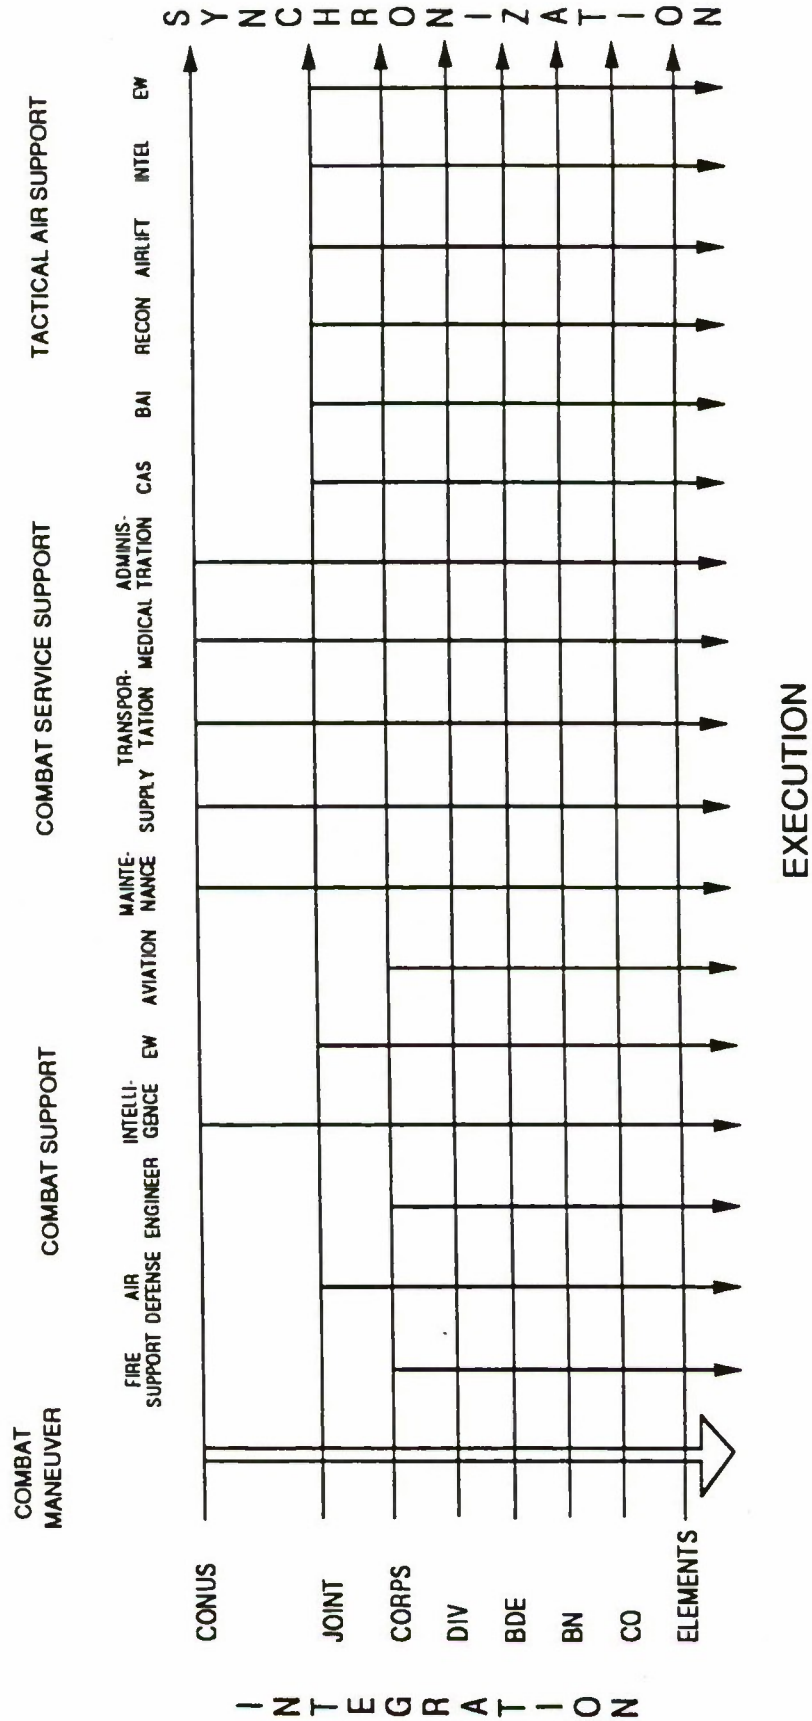 COMBAT
MANEUVER
COMBAT SUPPORT
COMBAT SERVICE SUPPORT
TACTICAL AIR SUPPORT
FIRE
SUPPORT
AIR
DEFENSE
ENGINEER
INTELLI-
GENCE
EW
AVIATION
MAINTE-
NANCE
SUPPLY
TRANSPOR-
TATION
MEDICAL
ADMINIS-
TRATION
CAS
BAI
RECON
AIRLIFT
INTEL
EW
INTEGRATION
CONUS
JOINT
CORPS
DIV
BDE
BN
CO
ELEMENTS
SYNCHRONIZATION
EXECUTION